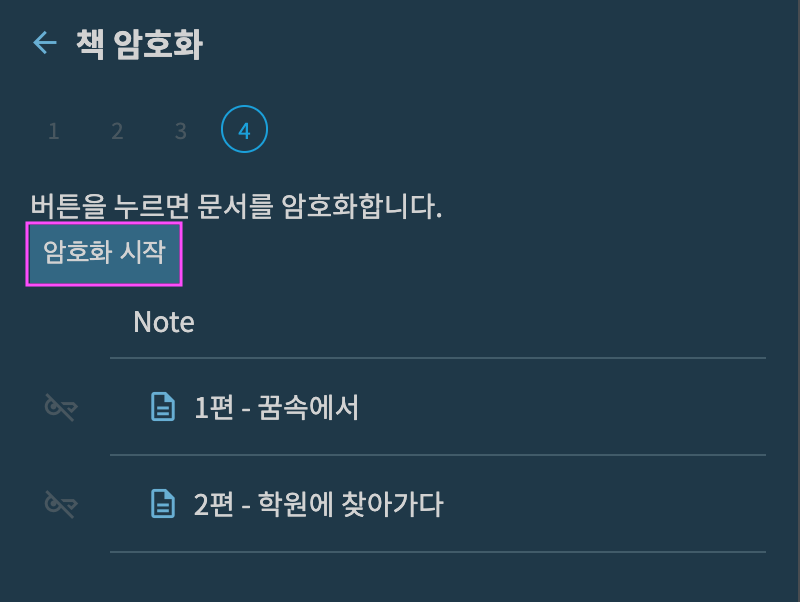 책 암호화
1 2 3 4
버튼을 누르면 문서를 암호화합니다.
암호화 시작
Note
1편 - 꿈속에서
2편 - 학원에 찾아가다